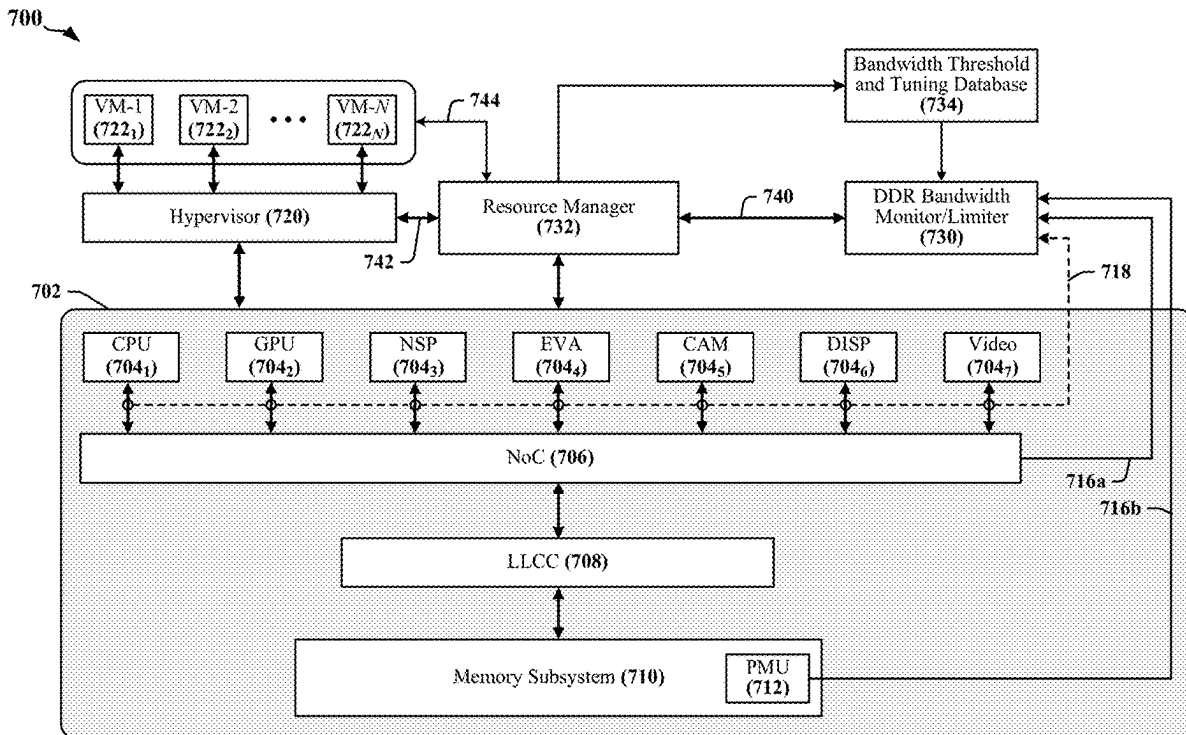 700
VM-1
(722₁)
VM-2
(722₂)
• • •
VM-N
(722_N)
744
Bandwidth Threshold
and Tuning Database
(734)
Hypervisor (720)
742
Resource Manager
(732)
740
DDR Bandwidth
Monitor/Limiter
(730)
718
702
CPU
(704₁)
GPU
(704₂)
NSP
(704₃)
EVA
(704₄)
CAM
(704₅)
DISP
(704₆)
Video
(704₇)
NoC (706)
716a
716b
LLCC (708)
Memory Subsystem (710)
PMU
(712)